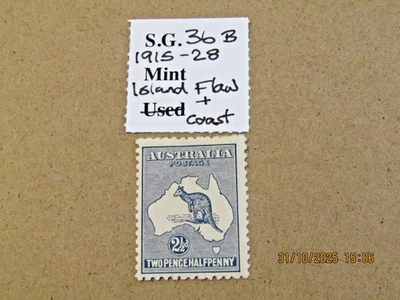 S.G. 36 B
1915-28
Mint
Island Flaw
Used +
Coast
AUSTRALIA
POSTAGE
2½
TWO PENCE HALFPENNY
31/10/2025 15:06